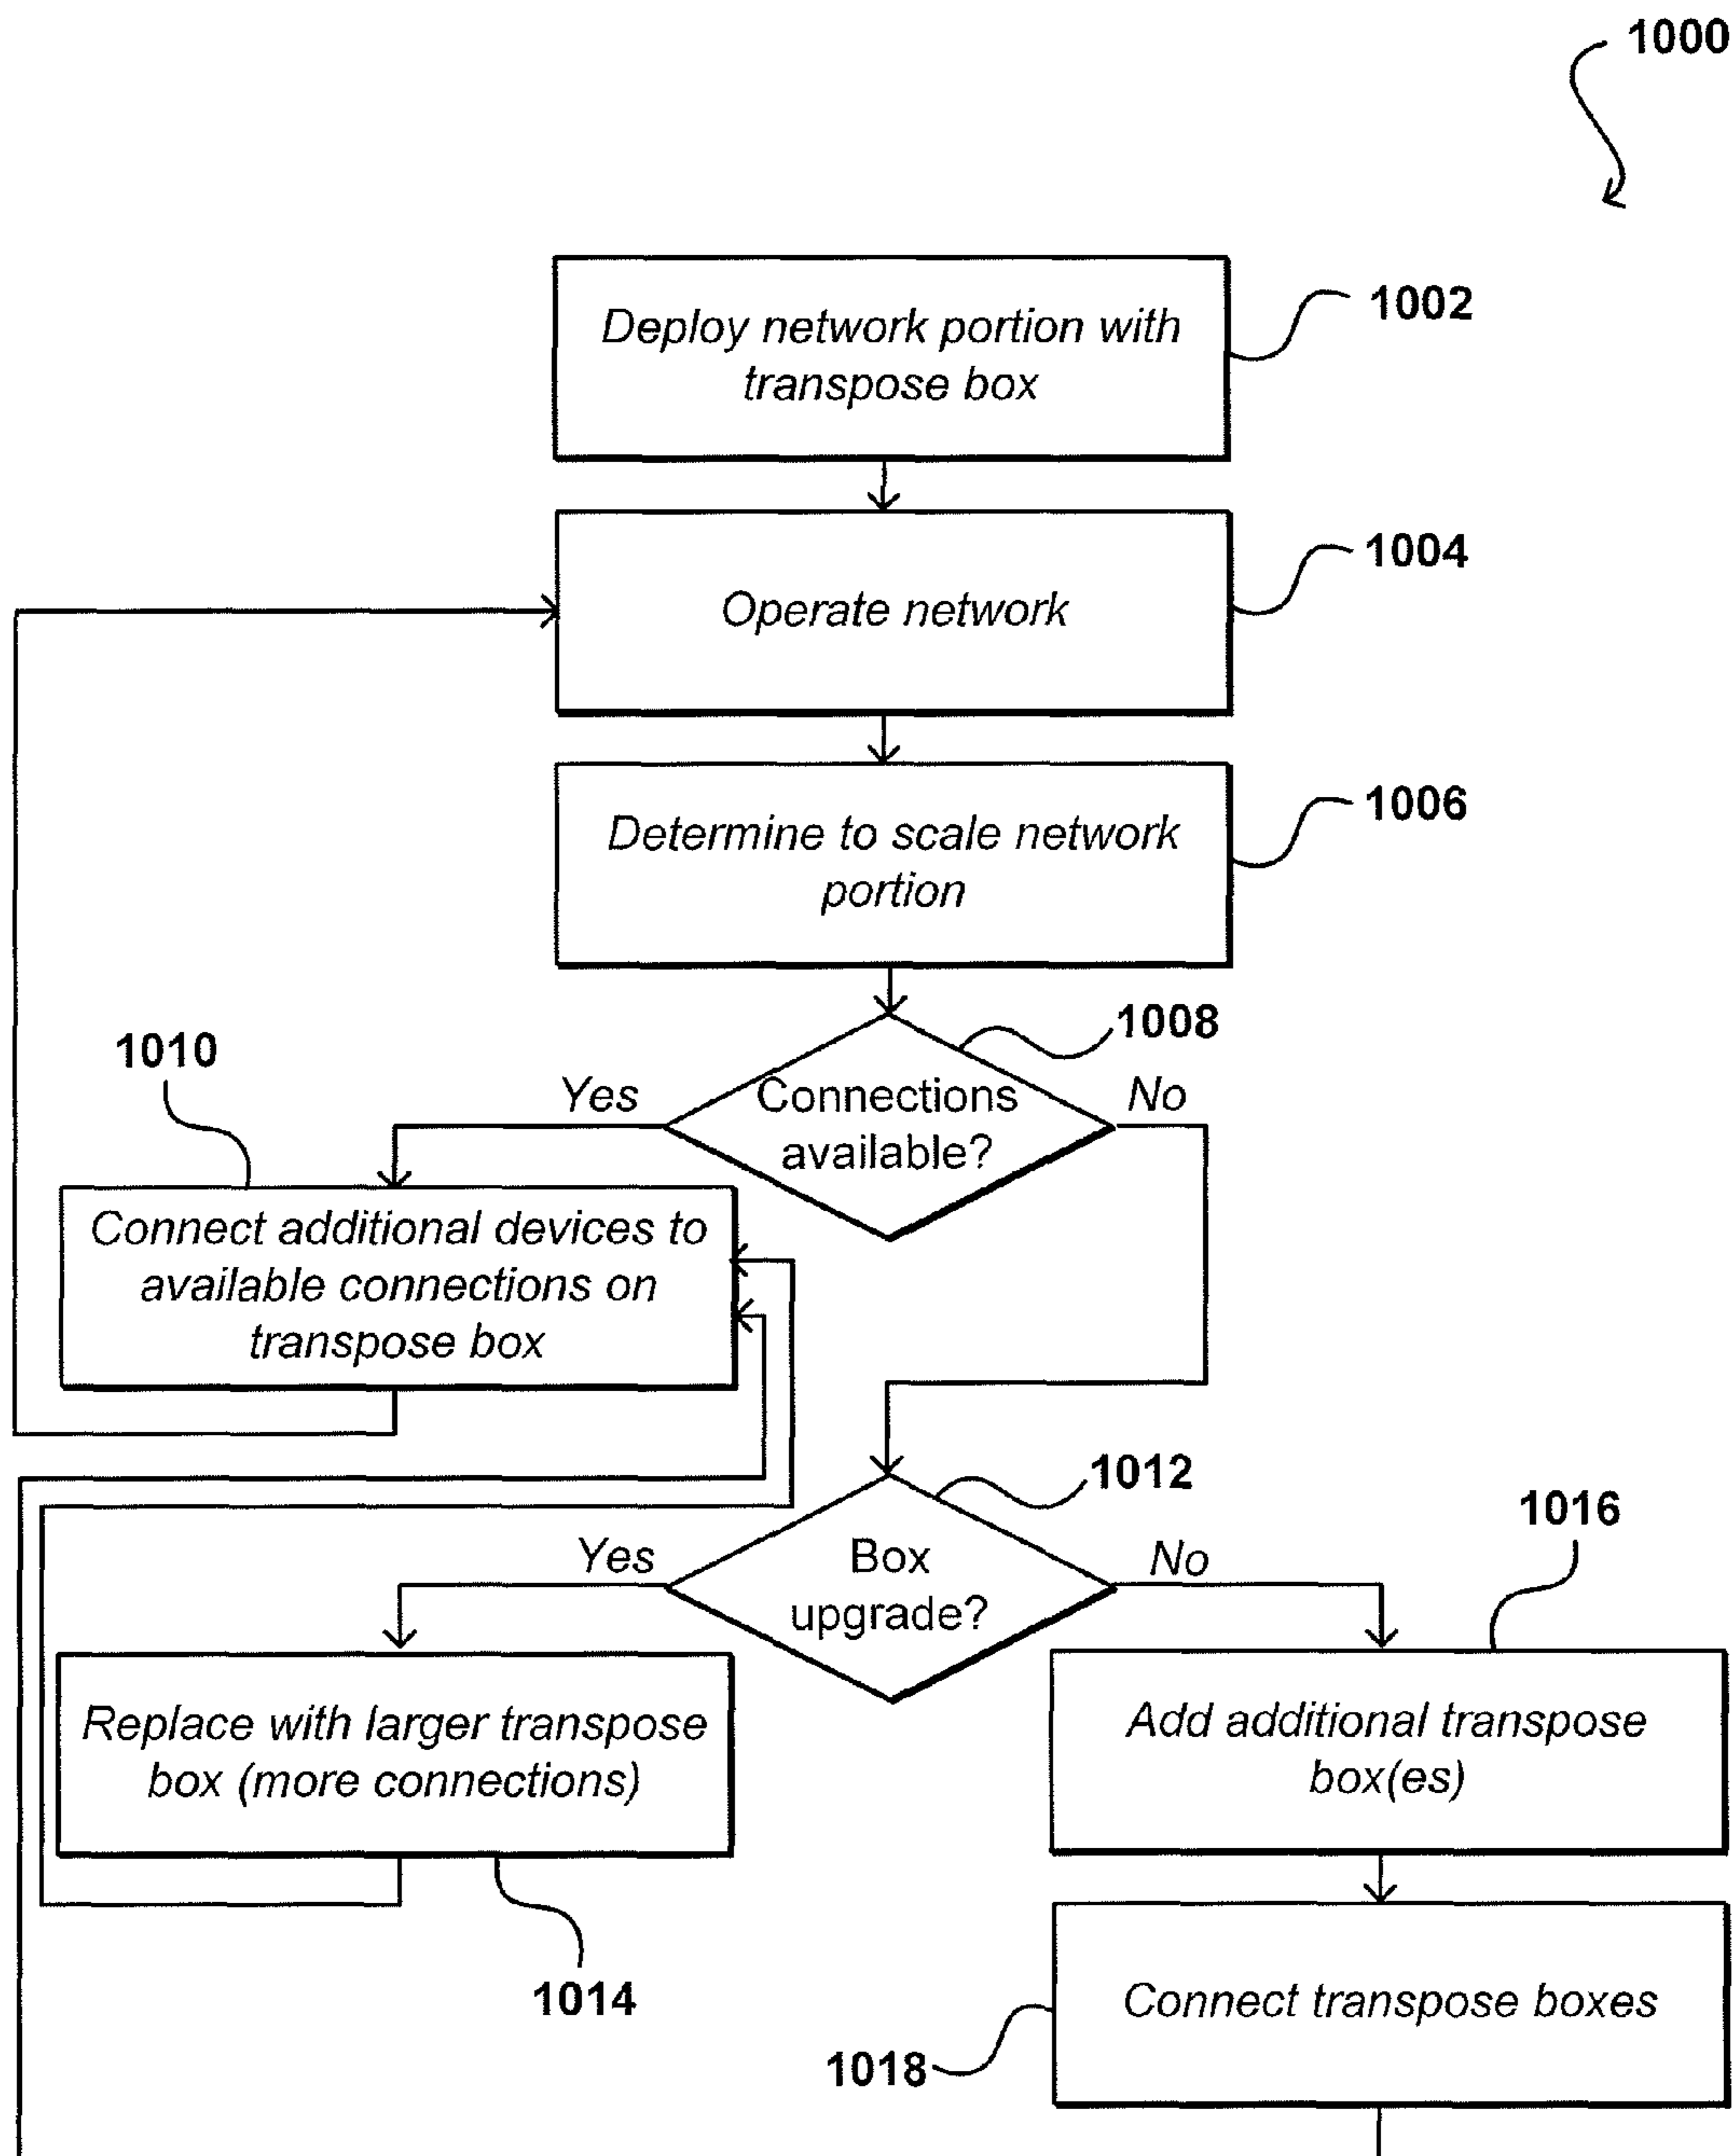 1000
Deploy network portion with
transpose box
1002
Operate network
1004
Determine to scale network
portion
1006
1008
1010
Yes
Connections
available?
No
Connect additional devices to
available connections on
transpose box
1012
1016
Yes
Box
upgrade?
No
Replace with larger transpose
box (more connections)
Add additional transpose
box(es)
1014
Connect transpose boxes
1018